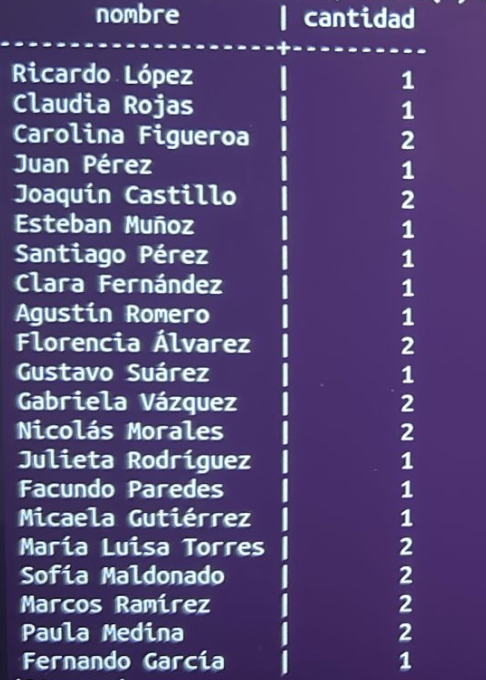 nombre | cantidad
---------------------+----------
Ricardo López | 1
Claudia Rojas | 1
Carolina Figueroa | 2
Juan Pérez | 1
Joaquín Castillo | 2
Esteban Muñoz | 1
Santiago Pérez | 1
Clara Fernández | 1
Agustín Romero | 1
Florencia Álvarez | 2
Gustavo Suárez | 1
Gabriela Vázquez | 2
Nicolás Morales | 2
Julieta Rodríguez | 1
Facundo Paredes | 1
Micaela Gutiérrez | 1
María Luisa Torres | 2
Sofía Maldonado | 2
Marcos Ramírez | 2
Paula Medina | 2
Fernando García | 1